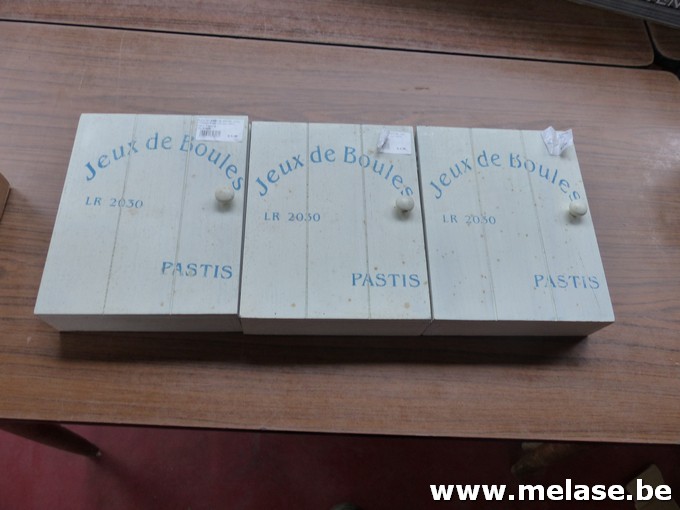 Jeux de Boules
LR 2030
PASTIS
Jeux de Boules
LR 2030
PASTIS
Jeux de Boules
LR 2030
PASTIS
www.melase.be